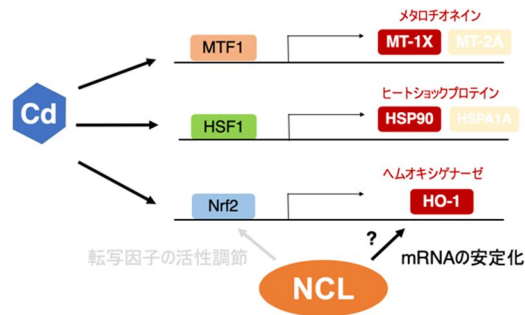 メタロチオネイン
MTF1
MT-1X MT-2A
Cd
ヒートショックプロテイン
HSF1
HSP90 HSPA1A
ヘムオキシゲナーゼ
Nrf2
HO-1
転写因子の活性調節
?
mRNAの安定化
NCL